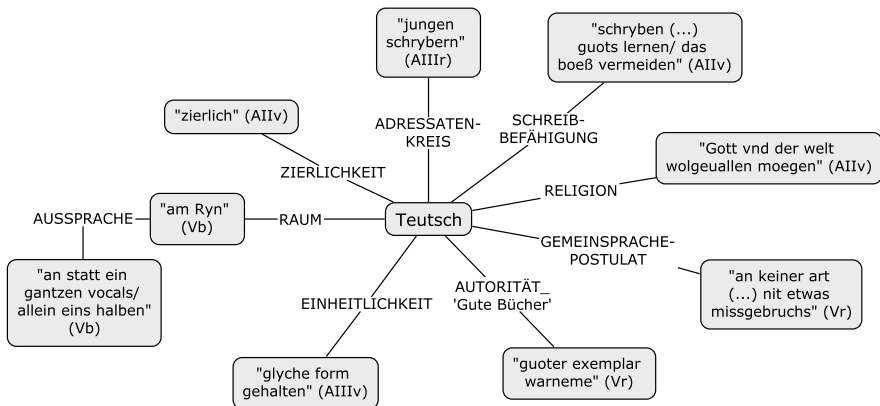 "jungen
schrybern"
(AIIIr)
"schryben (...)
guots lernen/ das
boeß vermeiden" (AIIv)
"zierlich" (AIIv)
ADRESSATEN-
KREIS
SCHREIB-
BEFÄHIGUNG
"Gott vnd der welt
wolgeuallen moegen" (AIIv)
ZIERLICHKEIT
RELIGION
AUSSPRACHE
"am Ryn"
(Vb)
RAUM
Teutsch
GEMEINSPRACHE-
POSTULAT
"an statt ein
gantzen vocals/
allein eins halben"
(Vb)
EINHEITLICHKEIT
AUTORITÄT_
'Gute Bücher'
"an keiner art
(...) nit etwas
missgebruchs" (Vr)
"glyche form
gehalten" (AIIIv)
"guoter exemplar
warneme" (Vr)